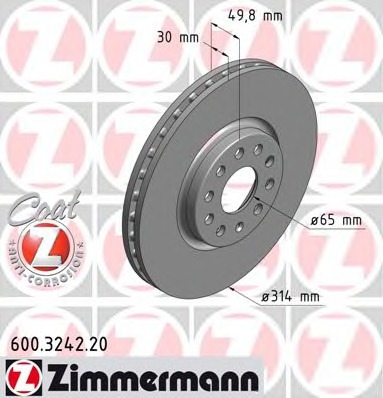 49,8 mm
30 mm
ø65 mm
ø314 mm
Coat
Z
ANTI-CORROSION
600.3242.20
Z Zimmermann